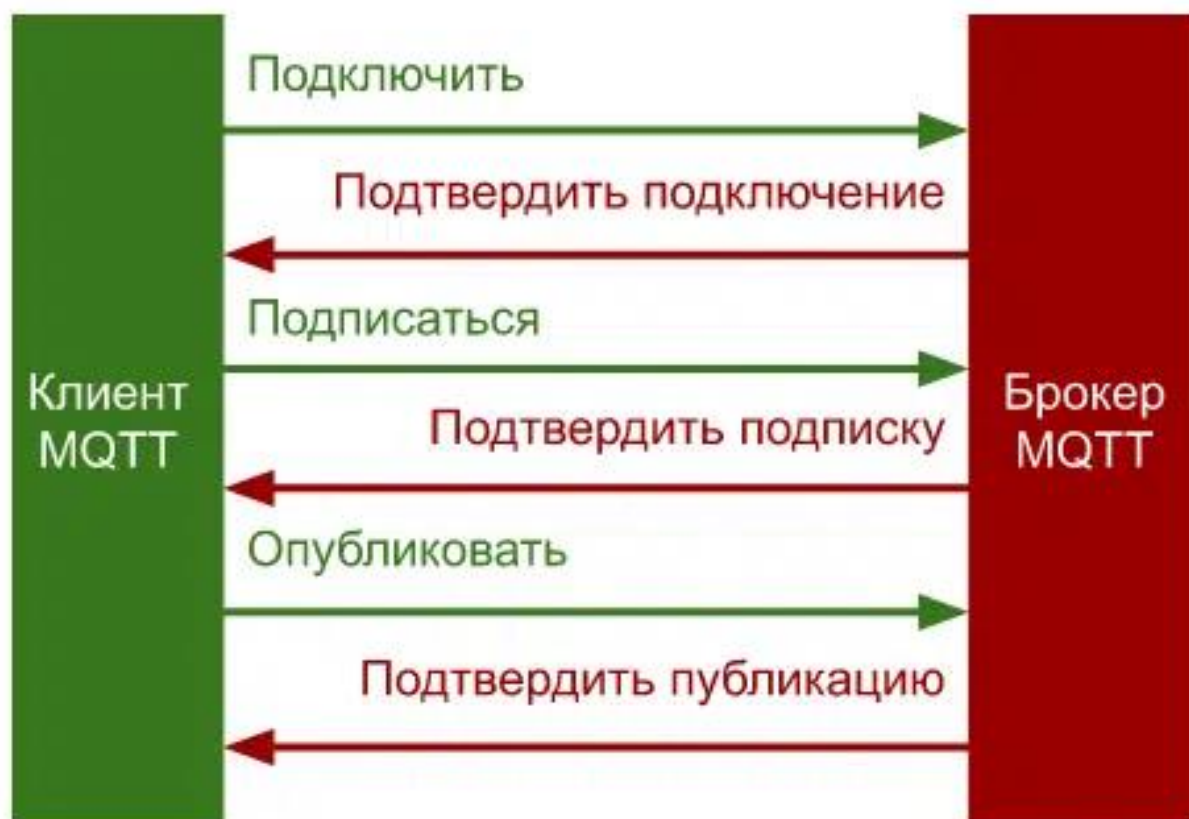 Подключить
Подтвердить подключение
Подписаться
Клиент
MQTT
Брокер
MQTT
Подтвердить подписку
Опубликовать
Подтвердить публикацию